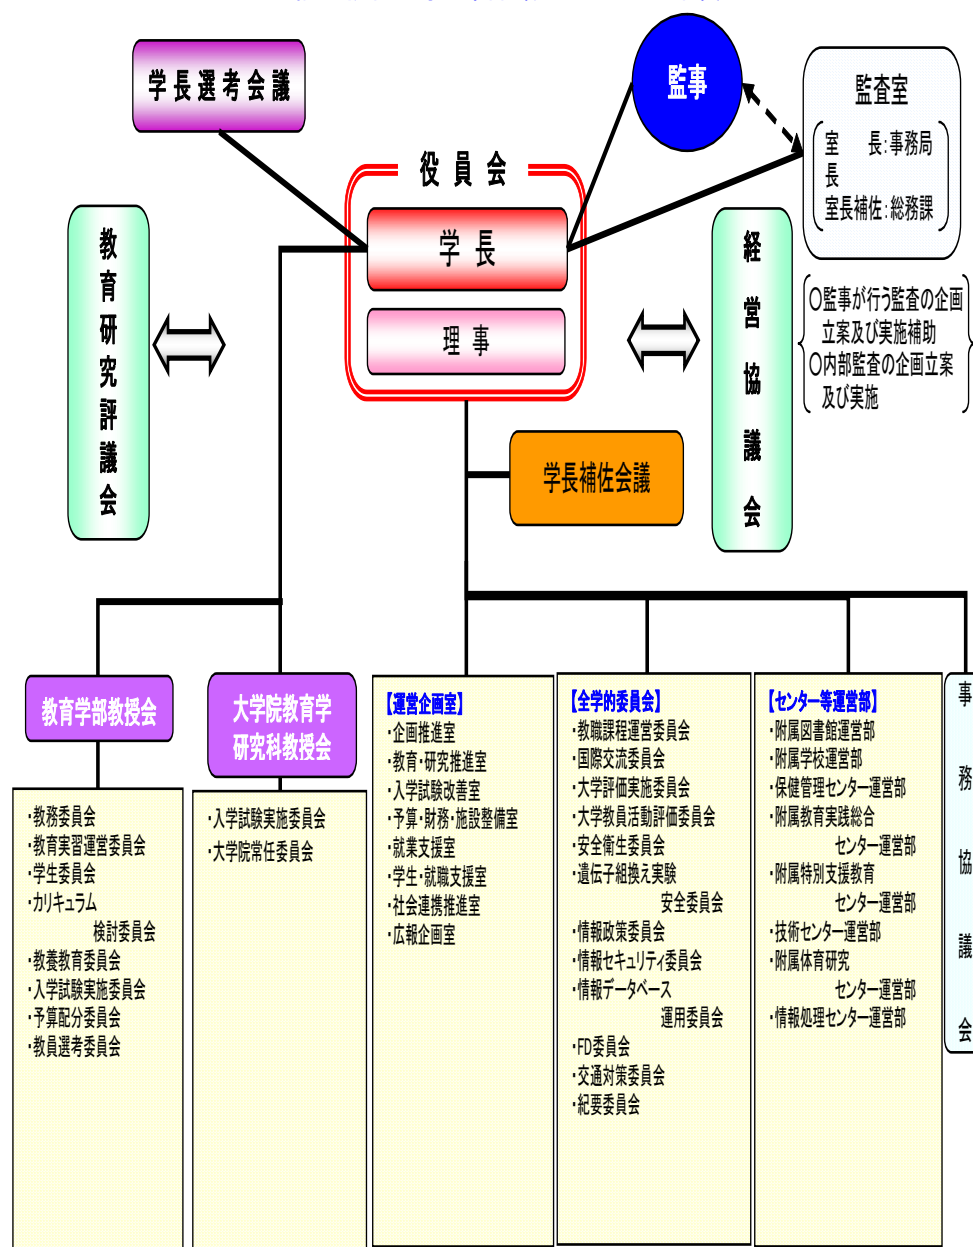 学長選考会議
監事
監査室
室　　長：事務局
長
室長補佐：総務課
役員会
学長
理事
教育研究評議会
経営協議会
○監事が行う監査の企画
立案及び実施補助
○内部監査の企画立案
及び実施
学長補佐会議
教育学部教授会
・教務委員会
・教育実習運営委員会
・学生委員会
・カリキュラム
検討委員会
・教養教育委員会
・入学試験実施委員会
・予算配分委員会
・教員選考委員会
大学院教育学
研究科教授会
・入学試験実施委員会
・大学院常任委員会
【運営企画室】
・企画推進室
・教育・研究推進室
・入学試験改善室
・予算・財務・施設整備室
・就業支援室
・学生・就職支援室
・社会連携推進室
・広報企画室
【全学的委員会】
・教職課程運営委員会
・国際交流委員会
・大学評価実施委員会
・大学教員活動評価委員会
・安全衛生委員会
・遺伝子組換え実験
安全委員会
・情報政策委員会
・情報セキュリティ委員会
・情報データベース
運用委員会
・FD委員会
・交通対策委員会
・紀要委員会
【センター等運営部】
・附属図書館運営部
・附属学校運営部
・保健管理センター運営部
・附属教育実践総合
センター運営部
・附属特別支援教育
センター運営部
・技術センター運営部
・附属体育研究
センター運営部
・情報処理センター運営部
事務協議会